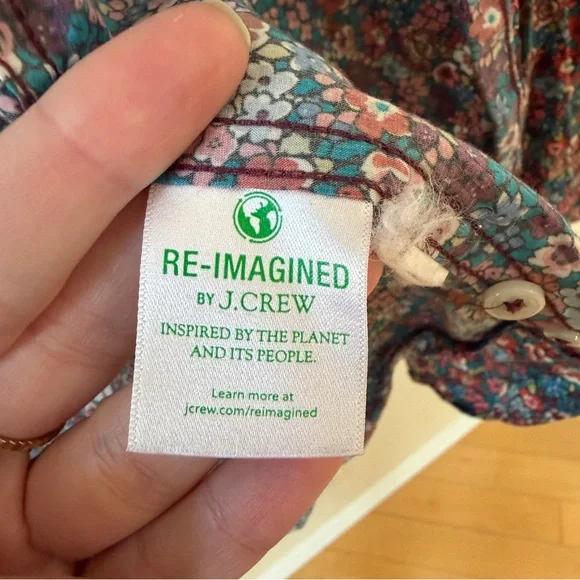 RE-IMAGINED
BY J.CREW
INSPIRED BY THE PLANET
AND ITS PEOPLE.
Learn more at
jcrew.com/reimagined